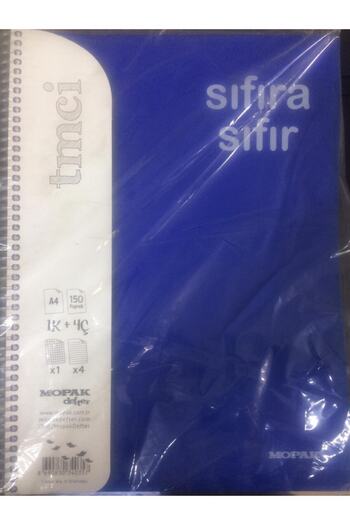 sıfıra
sıfır
tmci
A4
150
1K + 4Ç
x1 x4
MOPAK
defter
MOPAK